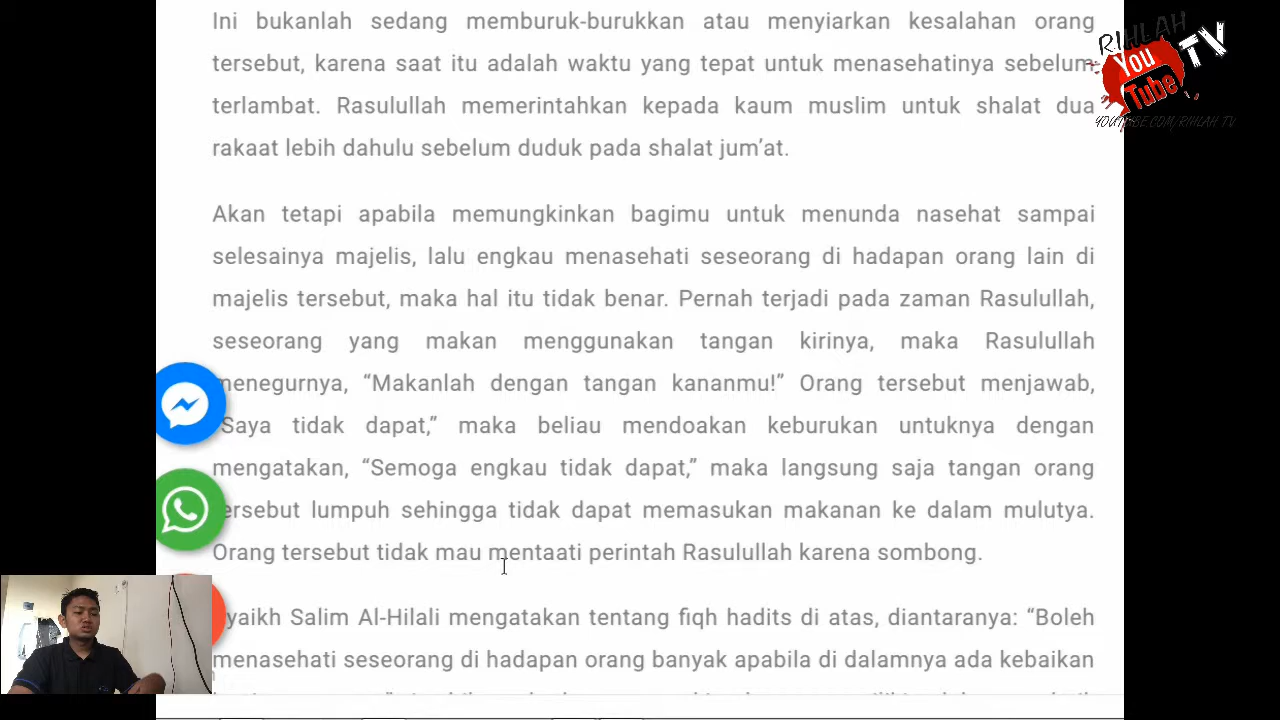 Ini bukanlah sedang memburuk-burukkan atau menyiarkan kesalahan orang
tersebut, karena saat itu adalah waktu yang tepat untuk menasehatinya sebelum
terlambat. Rasulullah memerintahkan kepada kaum muslim untuk shalat dua
rakaat lebih dahulu sebelum duduk pada shalat jum’at.
Akan tetapi apabila memungkinkan bagimu untuk menunda nasehat sampai
selesainya majelis, lalu engkau menasehati seseorang di hadapan orang lain di
majelis tersebut, maka hal itu tidak benar. Pernah terjadi pada zaman Rasulullah,
seseorang yang makan menggunakan tangan kirinya, maka Rasulullah
menegurnya, “Makanlah dengan tangan kananmu!” Orang tersebut menjawab,
“Saya tidak dapat,” maka beliau mendoakan keburukan untuknya dengan
mengatakan, “Semoga engkau tidak dapat,” maka langsung saja tangan orang
tersebut lumpuh sehingga tidak dapat memasukan makanan ke dalam mulutya.
Orang tersebut tidak mau mentaati perintah Rasulullah karena sombong.
Syaikh Salim Al-Hilali mengatakan tentang fiqh hadits di atas, diantaranya: “Boleh
menasehati seseorang di hadapan orang banyak apabila di dalamnya ada kebaikan
RIHLAH
You
Tube
TV
YOUTUBE.COM/RIHLAH TV